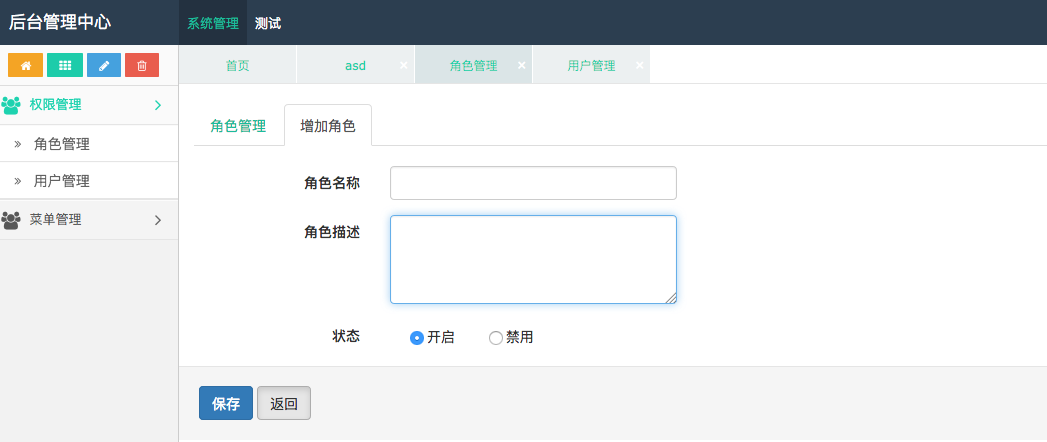 后台管理中心
系统管理 测试
首页 asd × 角色管理 × 用户管理 ×
权限管理
» 角色管理
» 用户管理
菜单管理
角色管理 增加角色
角色名称
角色描述
状态 开启 禁用
保存 返回